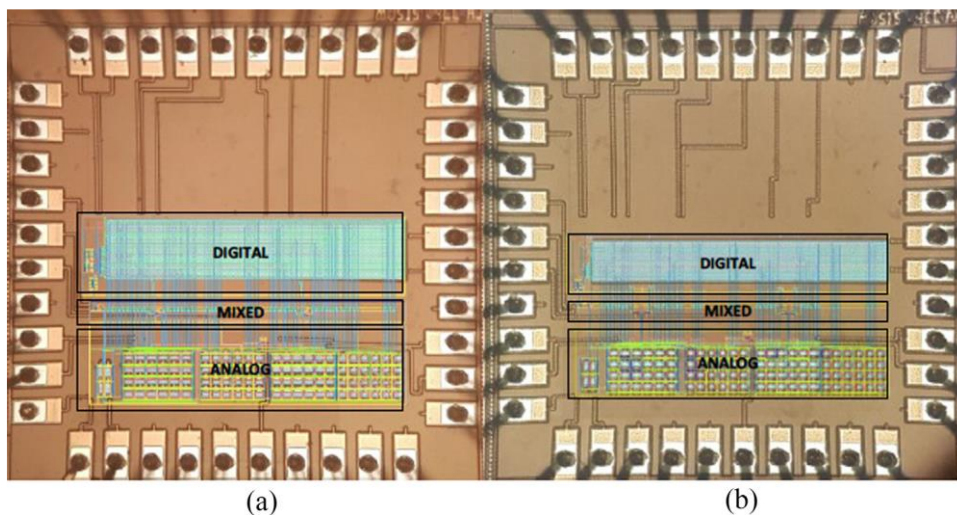 DIGITAL
MIXED
ANALOG
DIGITAL
MIXED
ANALOG
(a)
(b)